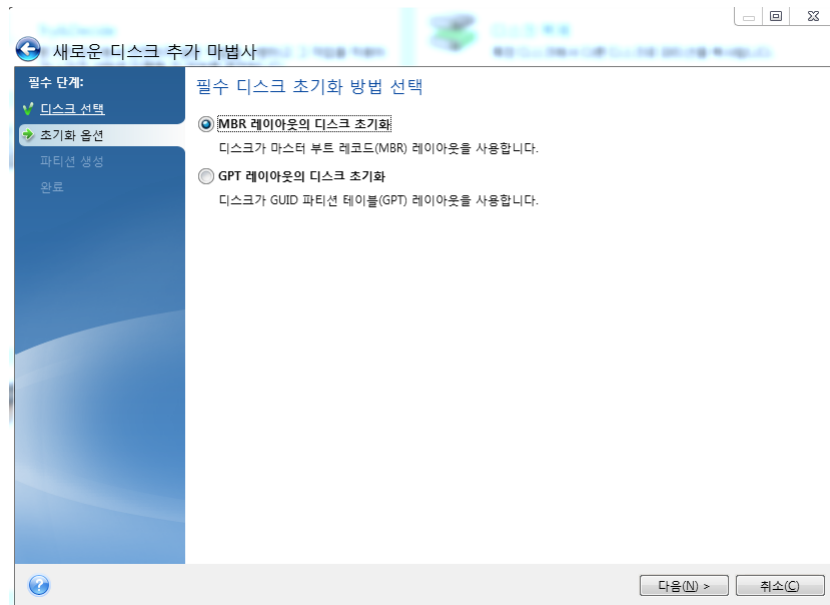 새로운 디스크 추가 마법사
필수 단계:
디스크 선택
초기화 옵션
파티션 생성
완료
필수 디스크 초기화 방법 선택
MBR 레이아웃의 디스크 초기화
디스크가 마스터 부트 레코드(MBR) 레이아웃을 사용합니다.
GPT 레이아웃의 디스크 초기화
디스크가 GUID 파티션 테이블(GPT) 레이아웃을 사용합니다.
다음(N) >
취소(C)